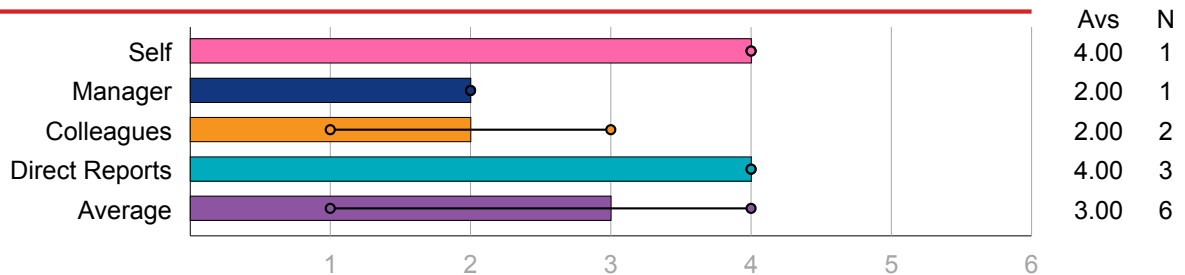 Avs N
Self 4.00 1
Manager 2.00 1
Colleagues 2.00 2
Direct Reports 4.00 3
Average 3.00 6
1 2 3 4 5 6